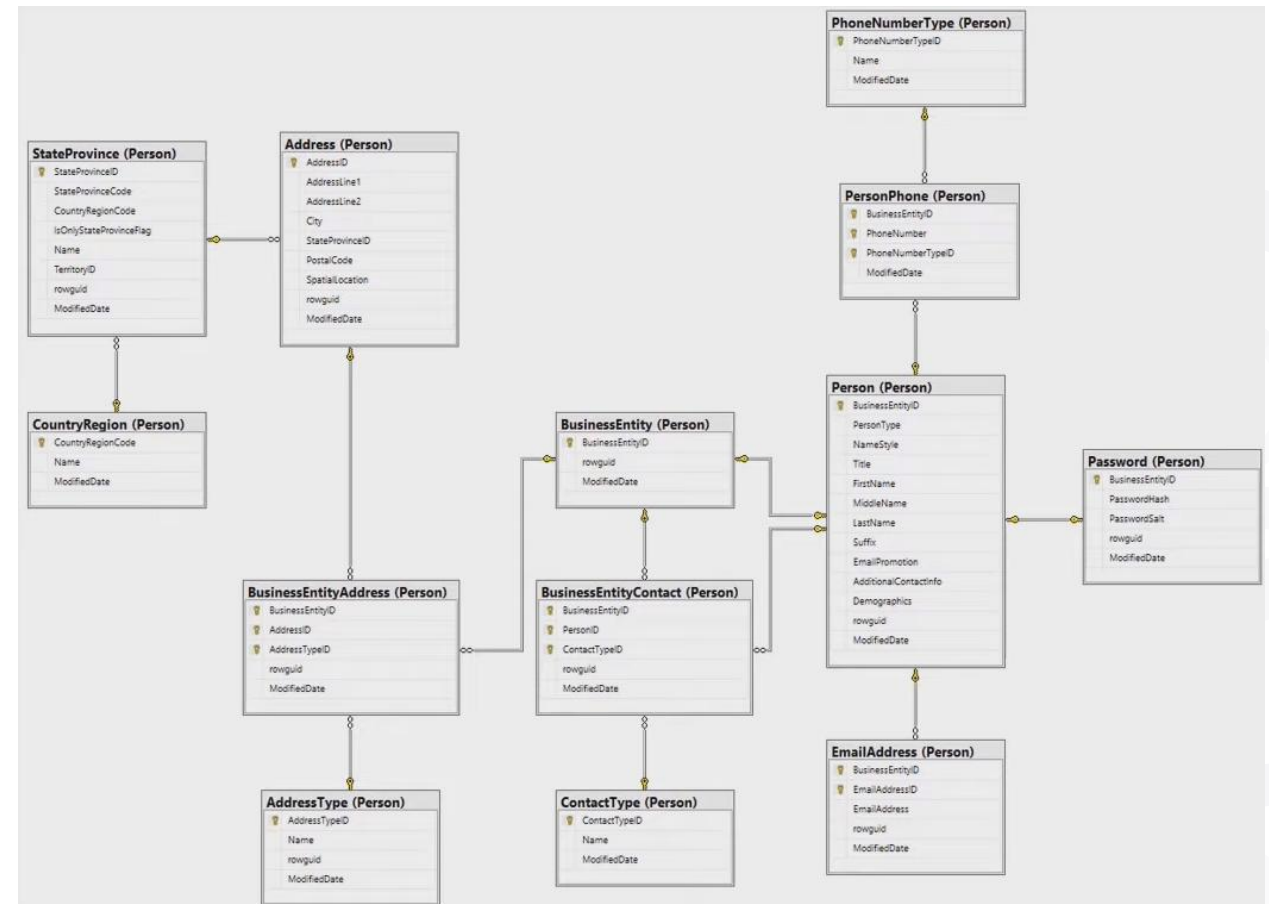 PhoneNumberType (Person)
PhoneNumberTypeID
Name
ModifiedDate
StateProvince (Person)
StateProvinceID
StateProvinceCode
CountryRegionCode
IsOnlyStateProvinceFlag
Name
TerritoryID
rowguid
ModifiedDate
Address (Person)
AddressID
AddressLine1
AddressLine2
City
StateProvinceID
PostalCode
SpatialLocation
rowguid
ModifiedDate
PersonPhone (Person)
BusinessEntityID
PhoneNumber
PhoneNumberTypeID
ModifiedDate
CountryRegion (Person)
CountryRegionCode
Name
ModifiedDate
BusinessEntity (Person)
BusinessEntityID
rowguid
ModifiedDate
Person (Person)
BusinessEntityID
PersonType
NameStyle
Title
FirstName
MiddleName
LastName
Suffix
EmailPromotion
AdditionalContactInfo
Demographics
rowguid
ModifiedDate
Password (Person)
BusinessEntityID
PasswordHash
PasswordSalt
rowguid
ModifiedDate
BusinessEntityAddress (Person)
BusinessEntityID
AddressID
AddressTypeID
rowguid
ModifiedDate
BusinessEntityContact (Person)
BusinessEntityID
PersonID
ContactTypeID
rowguid
ModifiedDate
AddressType (Person)
AddressTypeID
Name
rowguid
ModifiedDate
ContactType (Person)
ContactTypeID
Name
ModifiedDate
EmailAddress (Person)
BusinessEntityID
EmailAddressID
EmailAddress
rowguid
ModifiedDate